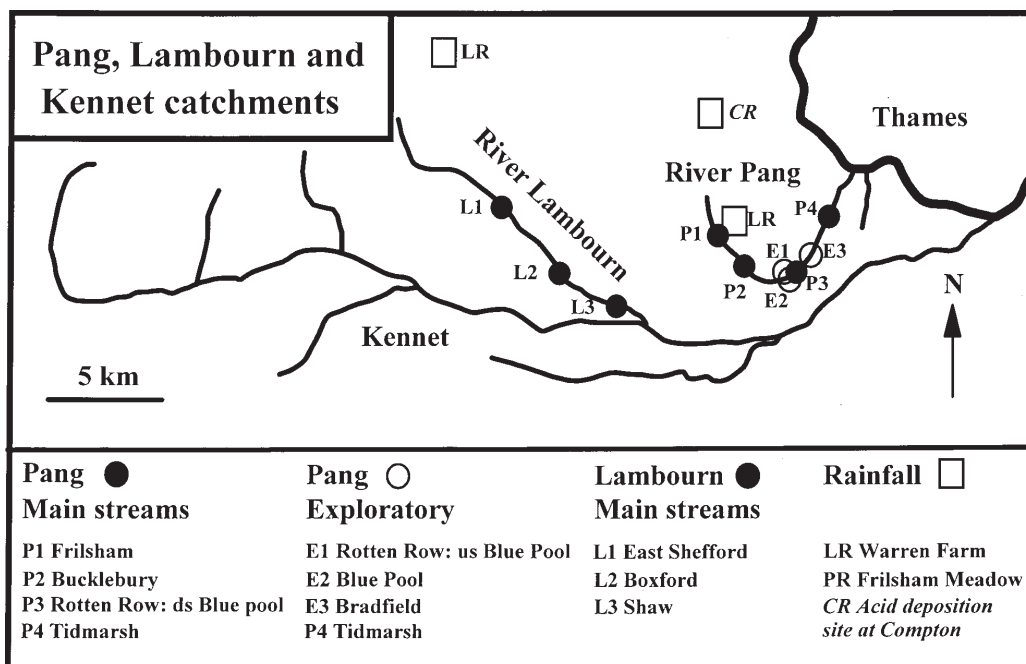 Pang, Lambourn and
Kennet catchments
LR
CR
Thames
River Lambourn
River Pang
L1
P1
LR
P4
E1
E3
L2
P2
P3
E2
L3
N
Kennet
5 km
Pang
Main streams
P1 Frilsham
P2 Bucklebury
P3 Rotten Row: ds Blue pool
P4 Tidmarsh
Pang
Exploratory
E1 Rotten Row: us Blue Pool
E2 Blue Pool
E3 Bradfield
P4 Tidmarsh
Lambourn
Main streams
L1 East Shefford
L2 Boxford
L3 Shaw
Rainfall
LR Warren Farm
PR Frilsham Meadow
CR Acid deposition
site at Compton